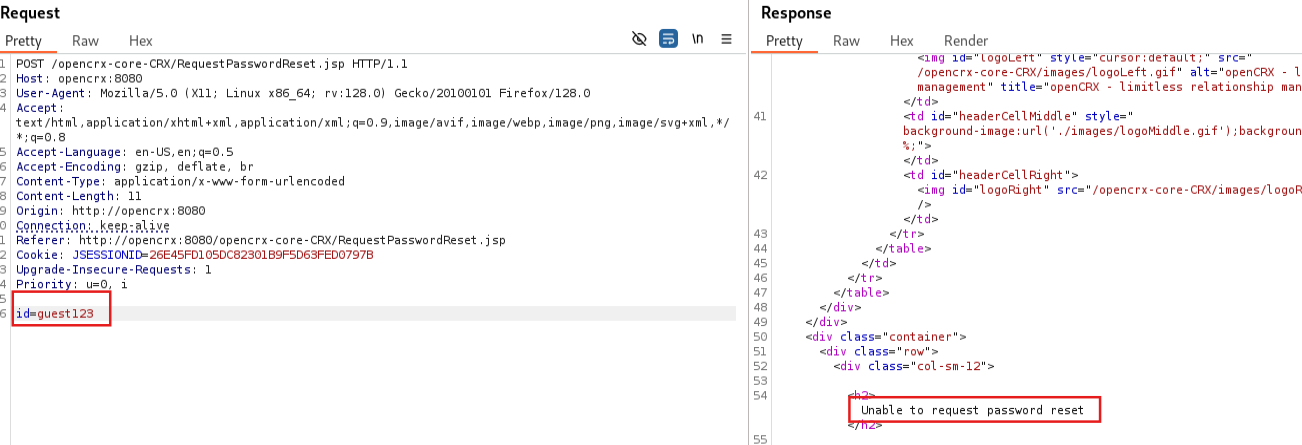 Request
Pretty Raw Hex
\n
1 POST /opencrx-core-CRX/RequestPasswordReset.jsp HTTP/1.1
2 Host: opencrx:8080
3 User-Agent: Mozilla/5.0 (X11; Linux x86_64; rv:128.0) Gecko/20100101 Firefox/128.0
4 Accept:
text/html,application/xhtml+xml,application/xml;q=0.9,image/avif,image/webp,image/png,image/svg+xml,*/
*;q=0.8
5 Accept-Language: en-US,en;q=0.5
6 Accept-Encoding: gzip, deflate, br
7 Content-Type: application/x-www-form-urlencoded
8 Content-Length: 11
9 Origin: http://opencrx:8080
0 Connection: keep-alive
1 Referer: http://opencrx:8080/opencrx-core-CRX/RequestPasswordReset.jsp
2 Cookie: JSESSIONID=26E45FD105DC82301B9F5D63FED0797B
3 Upgrade-Insecure-Requests: 1
4 Priority: u=0, i
5
6 id=guest123
Response
Pretty Raw Hex Render
<img id="logoLeft" style="cursor:default;" src="
/opencrx-core-CRX/images/logoLeft.gif" alt="openCRX - l
management" title="openCRX - limitless relationship man
</td>
41 <td id="headerCellMiddle" style="
background-image:url('./images/logoMiddle.gif');backgroun
%;">
</td>
42 <td id="headerCellRight">
<img id="logoRight" src="/opencrx-core-CRX/images/logoR
/>
</td>
43 </tr>
44 </table>
45 </td>
46 </tr>
47 </table>
48 </div>
49 </div>
50 <div class="container">
51 <div class="row">
52 <div class="col-sm-12">
53
54 <h2>
Unable to request password reset
</h2>
55